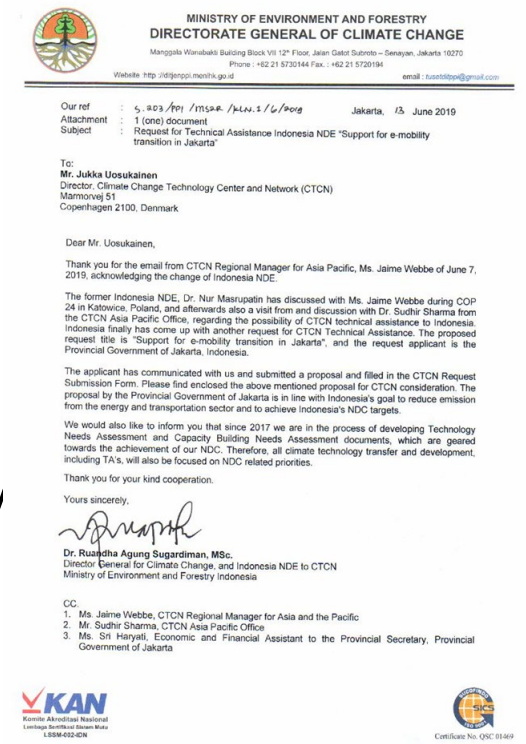 MINISTRY OF ENVIRONMENT AND FORESTRY
DIRECTORATE GENERAL OF CLIMATE CHANGE
Manggala Wanabakti Building Block VII 12th Floor, Jalan Gatot Subroto – Senayan, Jakarta 10270
Phone : +62 21 5730144 Fax. : +62 21 5720194
Website :http //ditjenppi.menlhk.go.id email : tusetditppi@gmail.com
Our ref : S.203/PPI/MS2R/KLN.1/6/2019 Jakarta, 13 June 2019
Attachment : 1 (one) document
Subject : Request for Technical Assistance Indonesia NDE "Support for e-mobility
transition in Jakarta"
To:
Mr. Jukka Uosukainen
Director, Climate Change Technology Center and Network (CTCN)
Marmorvej 51
Copenhagen 2100, Denmark
Dear Mr. Uosukainen,
Thank you for the email from CTCN Regional Manager for Asia Pacific, Ms. Jaime Webbe of June 7,
2019, acknowledging the change of Indonesia NDE.
The former Indonesia NDE, Dr. Nur Masrupatin has discussed with Ms. Jaime Webbe during COP
24 in Katowice, Poland, and afterwards also a visit from and discussion with Dr. Sudhir Sharma from
the CTCN Asia Pacific Office, regarding the possibility of CTCN technical assistance to Indonesia.
Indonesia finally has come up with another request for CTCN Technical Assistance. The proposed
request title is "Support for e-mobility transition in Jakarta", and the request applicant is the
Provincial Government of Jakarta, Indonesia.
The applicant has communicated with us and submitted a proposal and filled in the CTCN Request
Submission Form. Please find enclosed the above mentioned proposal for CTCN consideration. The
proposal by the Provincial Government of Jakarta is in line with Indonesia's goal to reduce emission
from the energy and transportation sector and to achieve Indonesia's NDC targets.
We would also like to inform you that since 2017 we are in the process of developing Technology
Needs Assessment and Capacity Building Needs Assessment documents, which are geared
towards the achievement of our NDC. Therefore, all climate technology transfer and development,
including TA's, will also be focused on NDC related priorities.
Thank you for your kind cooperation.
Yours sincerely,
Dr. Ruandha Agung Sugardiman, MSc.
Director General for Climate Change, and Indonesia NDE to CTCN
Ministry of Environment and Forestry Indonesia
CC.
1. Ms. Jaime Webbe, CTCN Regional Manager for Asia and the Pacific
2. Mr. Sudhir Sharma, CTCN Asia Pacific Office
3. Ms. Sri Haryati, Economic and Financial Assistant to the Provincial Secretary, Provincial
Government of Jakarta
KAN
Komite Akreditasi Nasional
Lembaga Sertifikasi Sistem Mutu
LSSM-002-IDN
SUCOFINDO
SICS
ISO 9001
Certificate No. QSC 01469